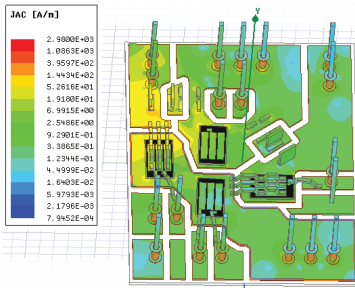 JAC [A/m]
2.9800E+03
1.0863E+03
3.9597E+02
1.4434E+02
5.2616E+01
1.9180E+01
6.9915E+00
2.5486E+00
9.2901E-01
3.3865E-01
1.2344E-01
4.4999E-02
1.6403E-02
5.9793E-03
2.1796E-03
7.9452E-04
Y